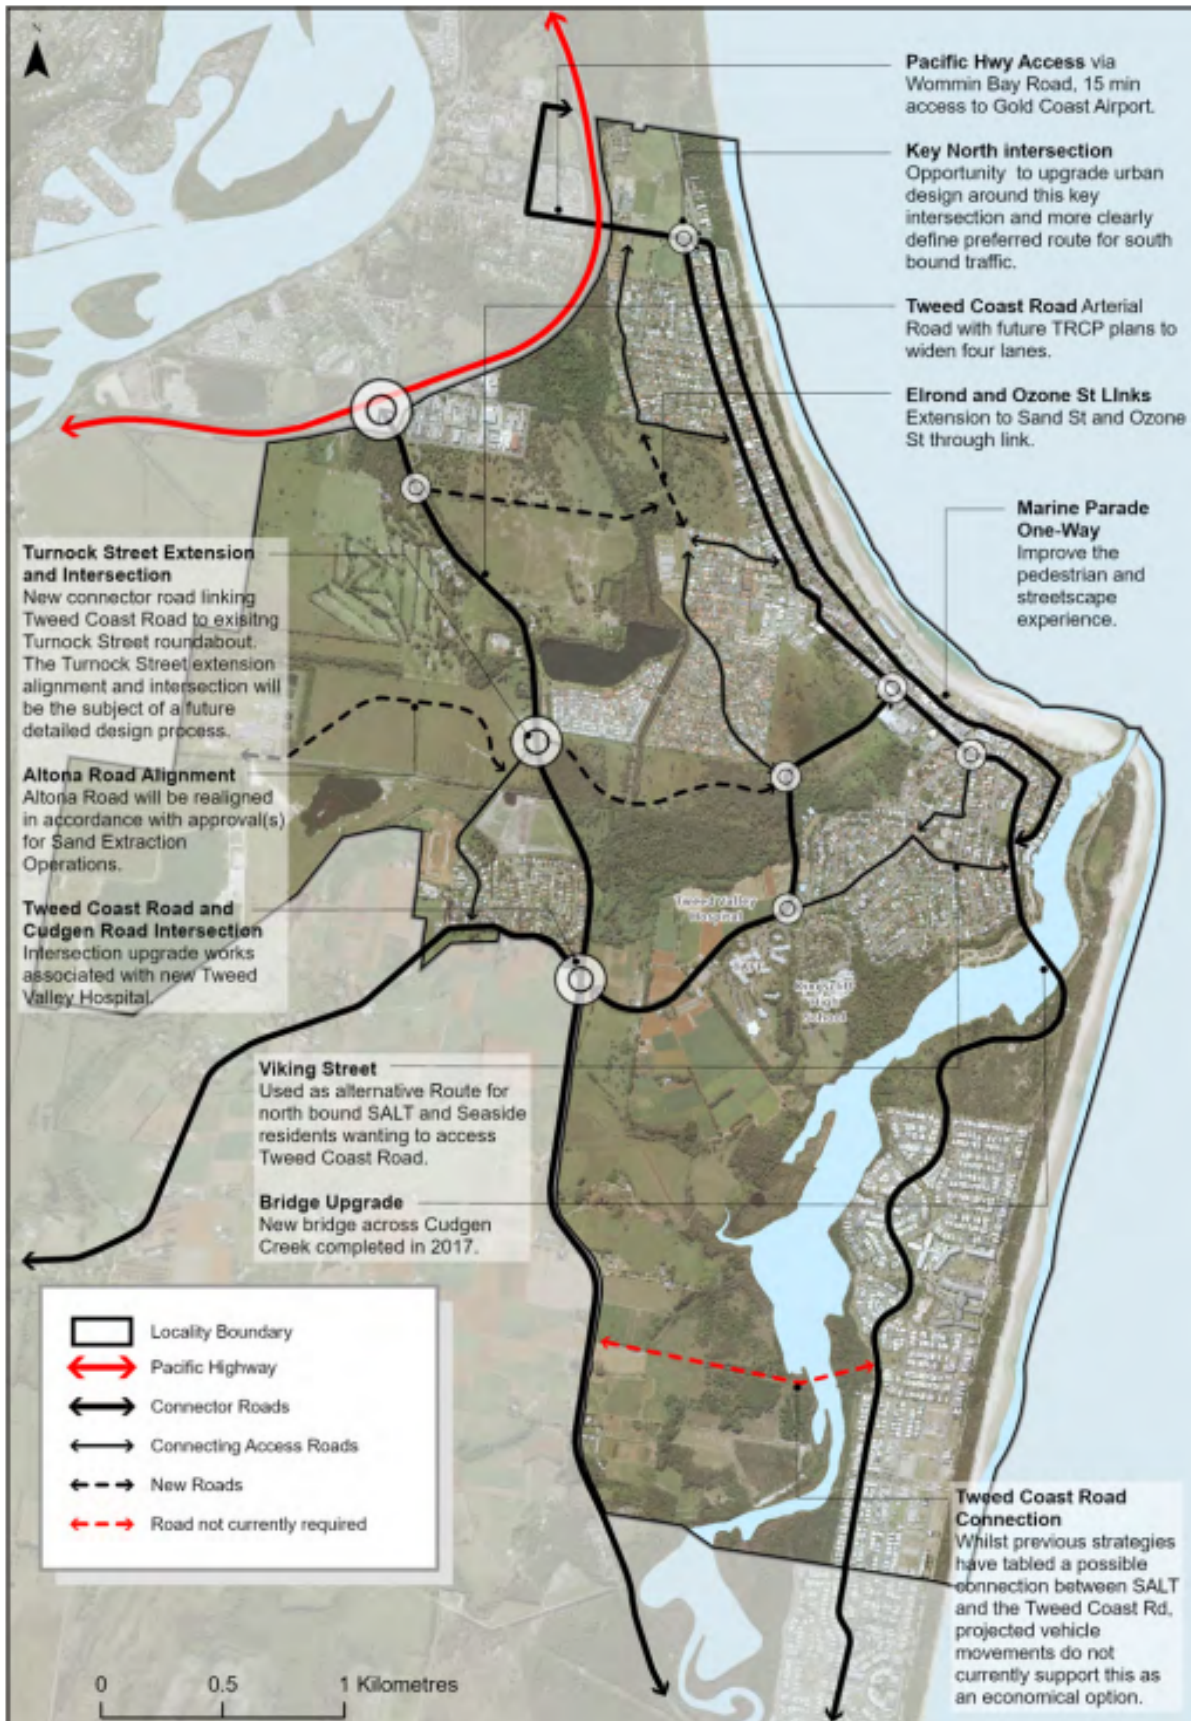 Pacific Hwy Access via
Wommin Bay Road, 15 min
access to Gold Coast Airport.
Key North intersection
Opportunity to upgrade urban
design around this key
intersection and more clearly
define preferred route for south
bound traffic.
Tweed Coast Road Arterial
Road with future TRCP plans to
widen four lanes.
Elrond and Ozone St LInks
Extension to Sand St and Ozone
St through link.
Marine Parade
One-Way
Improve the
pedestrian and
streetscape
experience.
Turnock Street Extension
and Intersection
New connector road linking
Tweed Coast Road to exisitng
Turnock Street roundabout.
The Turnock Street extension
alignment and intersection will
be the subject of a future
detailed design process.
Altona Road Alignment
Altona Road will be realigned
in accordance with approval(s)
for Sand Extraction
Operations.
Tweed Coast Road and
Cudgen Road Intersection
Intersection upgrade works
associated with new Tweed
Valley Hospital.
Tweed Valley
Hospital
TAFE
Kingscliff
High
School
Viking Street
Used as alternative Route for
north bound SALT and Seaside
residents wanting to access
Tweed Coast Road.
Bridge Upgrade
New bridge across Cudgen
Creek completed in 2017.
Locality Boundary
Pacific Highway
Connector Roads
Connecting Access Roads
New Roads
Road not currently required
Tweed Coast Road
Connection
Whilst previous strategies
have tabled a possible
connection between SALT
and the Tweed Coast Rd,
projected vehicle
movements do not
currently support this as
an economical option.
0 0.5 1 Kilometres